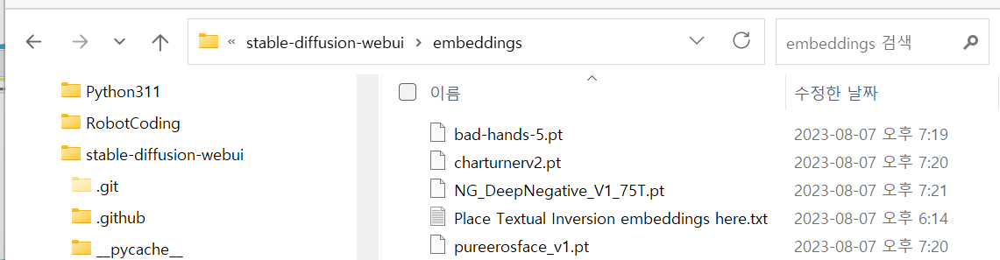 « stable-diffusion-webui > embeddings
embeddings 검색
Python311
RobotCoding
stable-diffusion-webui
.git
.github
__pycache__
이름 수정한 날짜
bad-hands-5.pt 2023-08-07 오후 7:19
charturnerv2.pt 2023-08-07 오후 7:20
NG_DeepNegative_V1_75T.pt 2023-08-07 오후 7:21
Place Textual Inversion embeddings here.txt 2023-08-07 오후 6:14
pureerosface_v1.pt 2023-08-07 오후 7:20